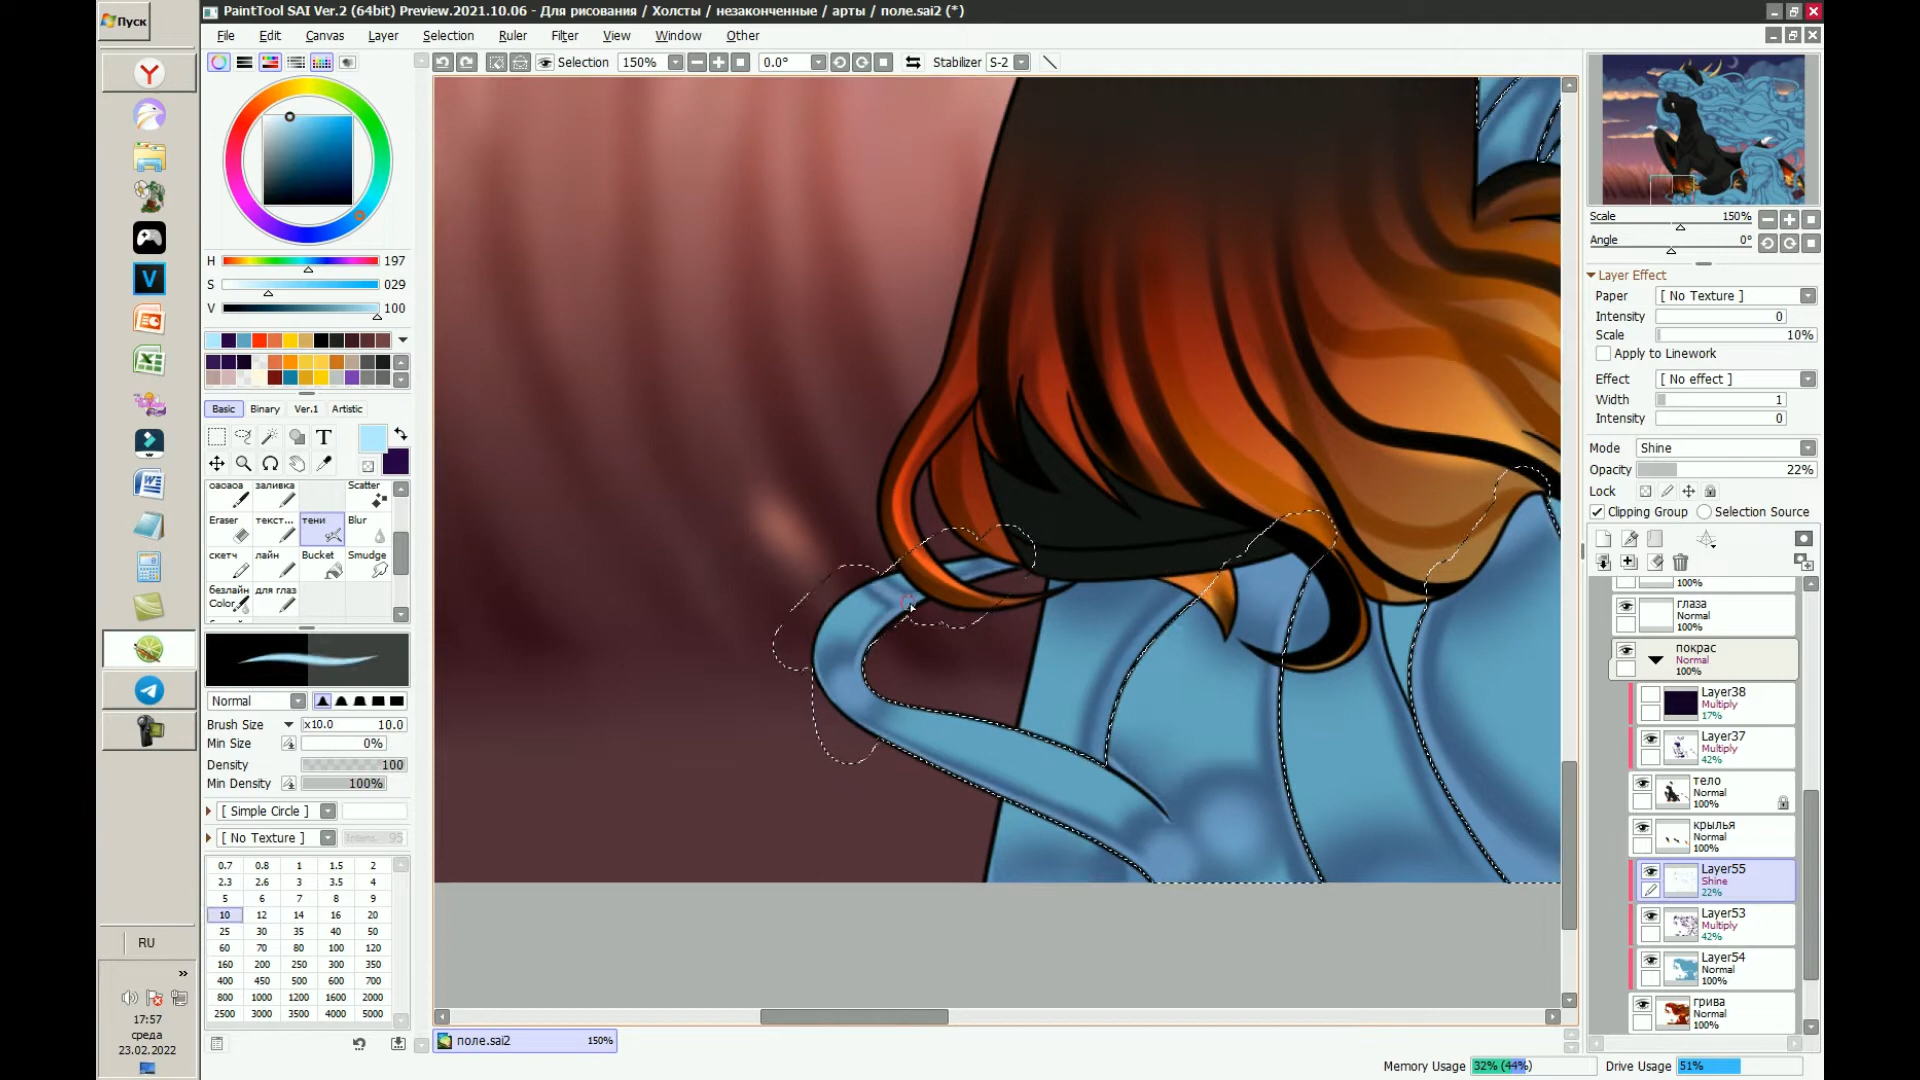 Пуск
PaintTool SAI Ver.2 (64bit) Preview.2021.10.06 - Для рисования / Холсты / незаконченные / арты / поле.sai2 (*)
File Edit Canvas Layer Selection Ruler Filter View Window Other
Selection 150% 0.0° Stabilizer S-2
H 197
S 029
V 100
Basic Binary Ver.1 Artistic
T
оаоаоа заливка Scatter
Eraser текст... тени Blur
скетч лайн Bucket Smudge
безлайн для глаз
Color
Normal
Brush Size x10.0 10.0
Min Size 0%
Density 100
Min Density 100%
[ Simple Circle ]
[ No Texture ] 95
0.7 0.8 1 1.5 2
2.3 2.6 3 3.5 4
5 6 7 8 9
10 12 14 16 20
25 30 35 40 50
60 70 80 100 120
160 200 250 300 350
400 450 500 600 700
800 1000 1200 1600 2000
2500 3000 3500 4000 5000
поле.sai2 150%
Scale 150%
Angle 0°
Layer Effect
Paper [ No Texture ]
Intensity 0
Scale 10%
Apply to Linework
Effect [ No effect ]
Width 1
Intensity 0
Mode Shine
Opacity 22%
Lock
Clipping Group Selection Source
100%
глаза
Normal
100%
покрас
Normal
100%
Layer38
Multiply
17%
Layer37
Multiply
42%
тело
Normal
100%
крылья
Normal
100%
Layer55
Shine
22%
Layer53
Multiply
42%
Layer54
Normal
100%
грива
Normal
100%
Memory Usage 32% (44%) Drive Usage 51%
RU
17:57
среда
23.02.2022